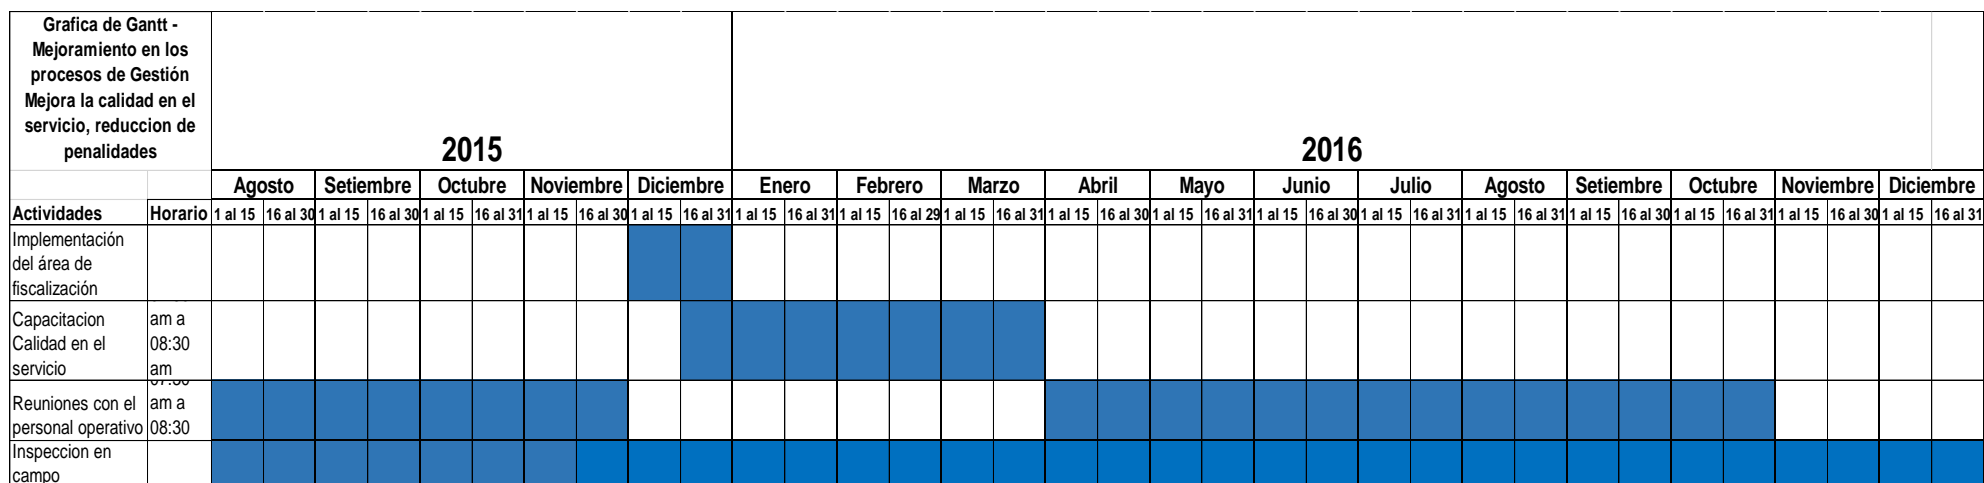 Grafica de Gantt -
Mejoramiento en los
procesos de Gestión
Mejora la calidad en el
servicio, reduccion de
penalidades
2015 2016
Agosto Setiembre Octubre Noviembre Diciembre Enero Febrero Marzo Abril Mayo Junio Julio Agosto Setiembre Octubre Noviembre Diciembre
Actividades Horario 1 al 15 16 al 30 1 al 15 16 al 30 1 al 15 16 al 31 1 al 15 16 al 30 1 al 15 16 al 31 1 al 15 16 al 31 1 al 15 16 al 29 1 al 15 16 al 31 1 al 15 16 al 30 1 al 15 16 al 31 1 al 15 16 al 30 1 al 15 16 al 31 1 al 15 16 al 31 1 al 15 16 al 30 1 al 15 16 al 31 1 al 15 16 al 30 1 al 15 16 al 31
Implementación
del área de
fiscalización
Capacitacion
Calidad en el
servicio
am a
08:30
am
Reuniones con el
personal operativo
am a
08:30
Inspeccion en
campo